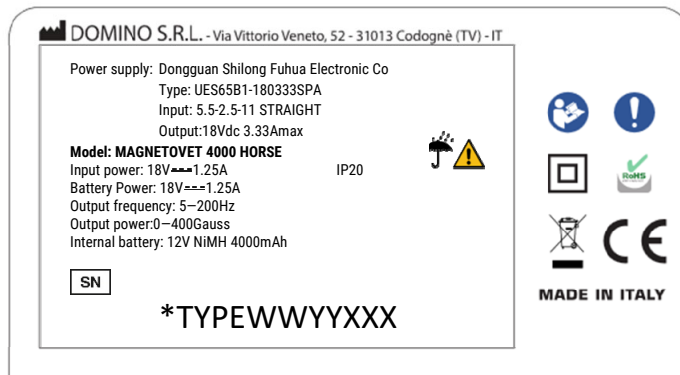 DOMINO S.R.L. - Via Vittorio Veneto, 52 - 31013 Codognè (TV) - IT
Power supply: Dongguan Shilong Fuhua Electronic Co
Type: UES65B1-180333SPA
Input: 5.5-2.5-11 STRAIGHT
Output:18Vdc 3.33Amax
Model: MAGNETOVET 4000 HORSE
Input power: 18V⎓1.25A IP20
Battery Power: 18V⎓1.25A
Output frequency: 5—200Hz
Output power:0—400Gauss
Internal battery: 12V NiMH 4000mAh
SN
*TYPEWWYYXXX
RoHS
CE
MADE IN ITALY